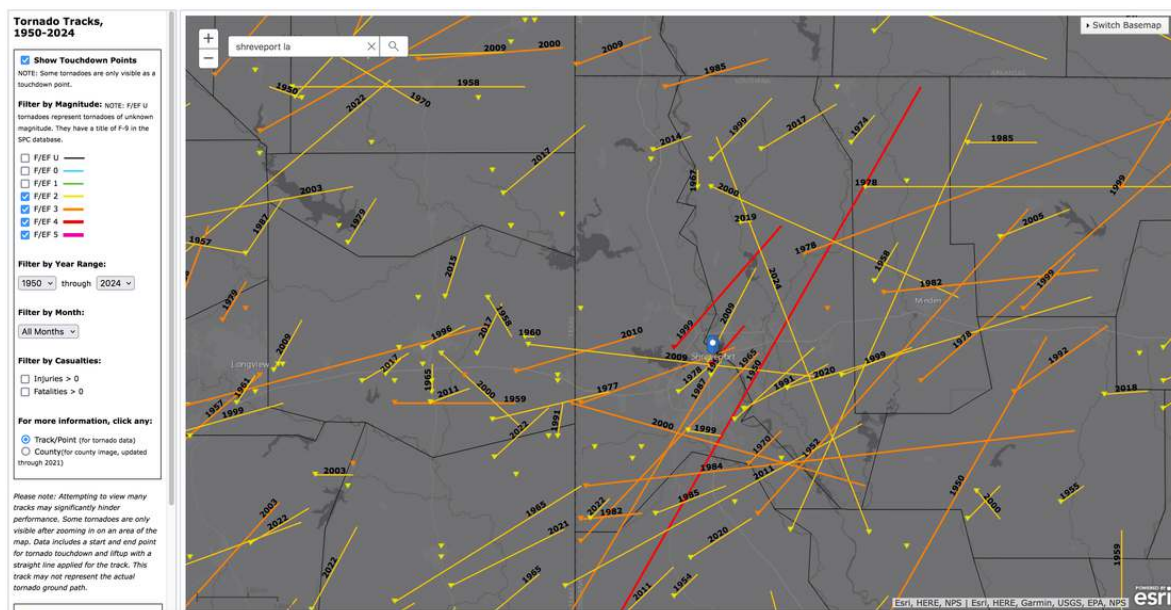 Tornado Tracks,
1950-2024
Show Touchdown Points
NOTE: Some tornadoes are only visible as a
touchdown point.
Filter by Magnitude: NOTE: F/EF U
tornadoes represent tornadoes of unknown
magnitude. They have a title of F-9 in the
SPC database.
F/EF U
F/EF 0
F/EF 1
F/EF 2
F/EF 3
F/EF 4
F/EF 5
Filter by Year Range:
1950 through 2024
Filter by Month:
All Months
Filter by Casualties:
Injuries > 0
Fatalities > 0
For more information, click any:
Track/Point (for tornado data)
County(for county image, updated
through 2021)
Please note: Attempting to view many
tracks may significantly hinder
performance. Some tornadoes are only
visible after zooming in on an area of the
map. Data includes a start and end point
for tornado touchdown and liftup with a
straight line applied for the track. This
track may not represent the actual
tornado ground path.
+
−
shreveport la
Switch Basemap
2009
2000
2009
1985
1950
1958
1970
2022
2017
2014
1999
2017
1974
1985
2003
1967
2000
1978
1999
1987
1979
2019
2005
1957
1978
2015
2024
1958
1982
1999
1979
1958
2009
Minden
1996
2017
1960
2010
1999
1978
2009
Longview
Shreveport
2009
1965
1950
1999
1992
2017
1965
1961
2011
2000
1959
1977
1978
1987
1991
2020
2018
1957
1999
2022
1991
2000
1999
1970
1952
2003
1984
2011
1950
2003
2022
1965
2021
2022
1982
1985
2000
1955
2020
2022
1965
2011
1954
1959
Esri, HERE, NPS | Esri, HERE, Garmin, USGS, EPA, NPS
POWERED BY
esri